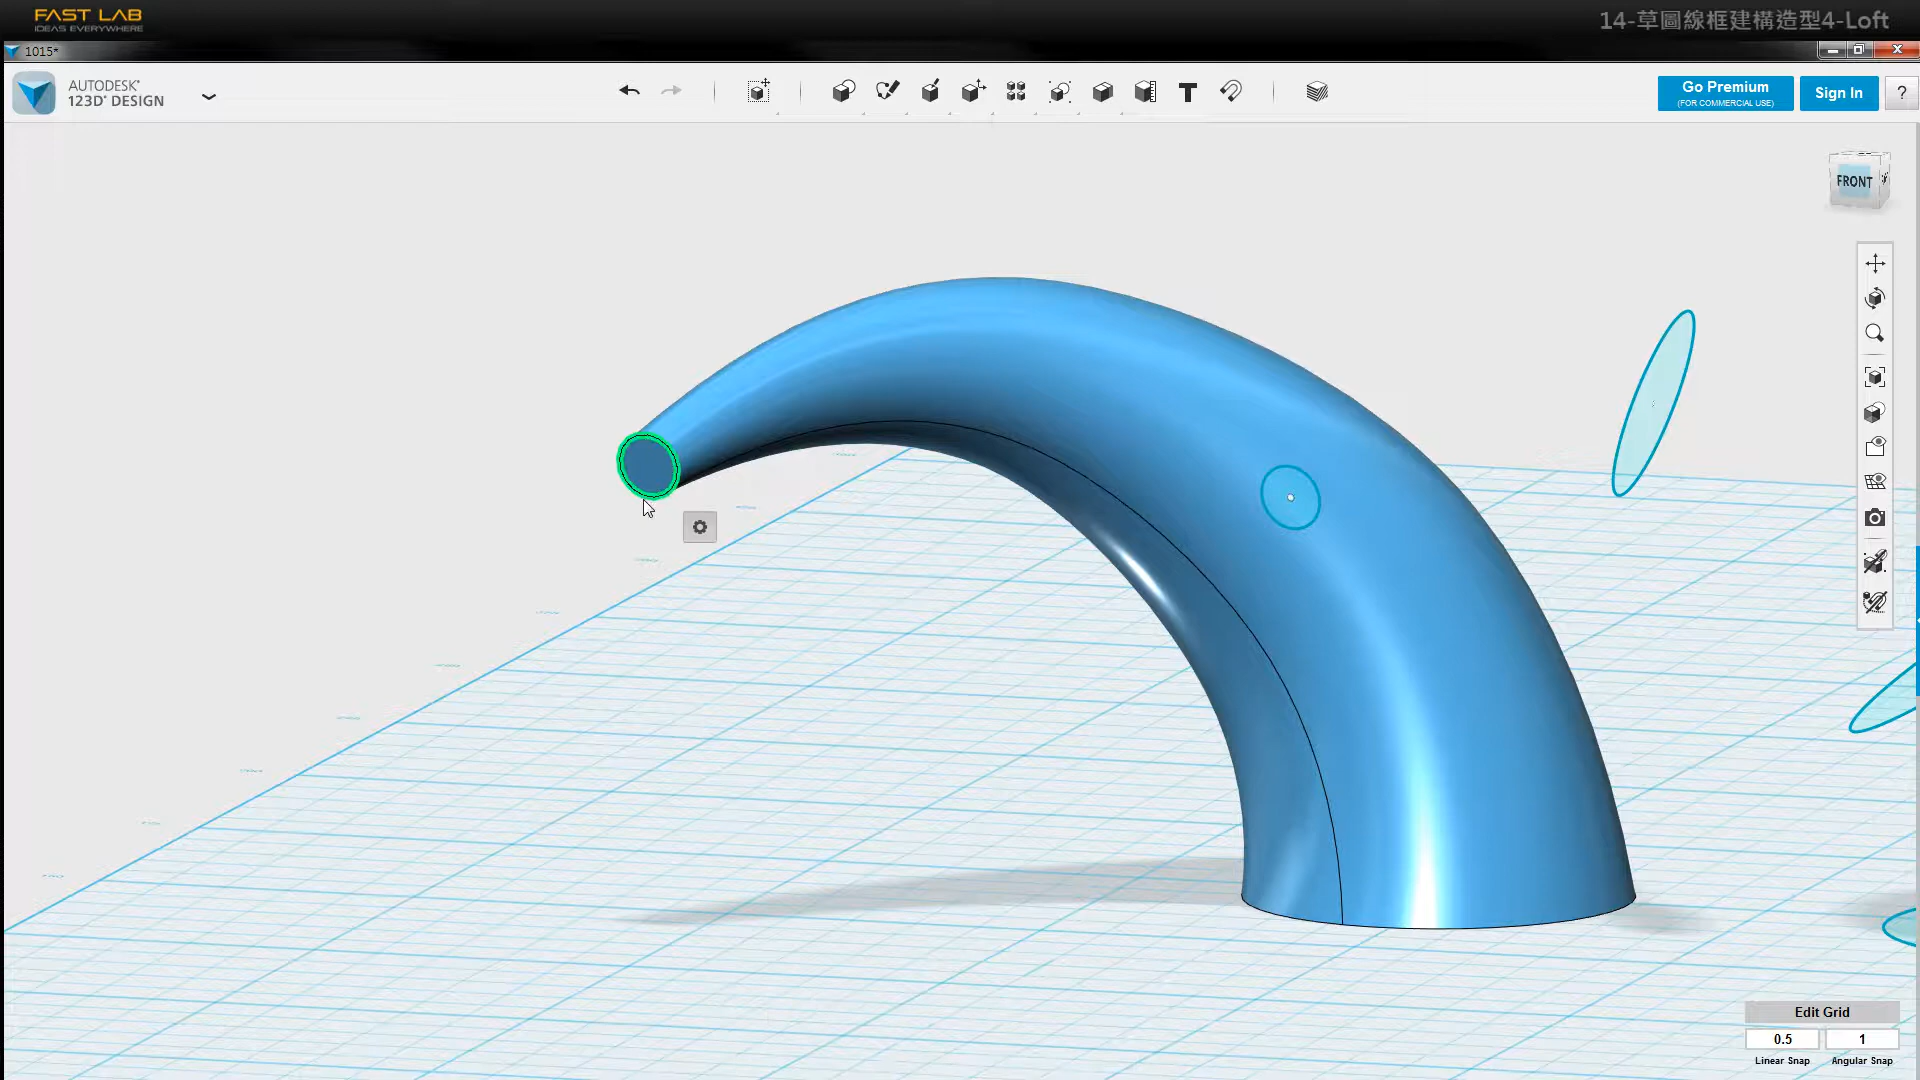 FAST LAB
IDEAS EVERYWHERE
14-草圖線框建構造型4-Loft
1015*
AUTODESK®
123D® DESIGN
Go Premium
(FOR COMMERCIAL USE)
Sign In
?
FRONT
Edit Grid
0.5
1
Linear Snap
Angular Snap